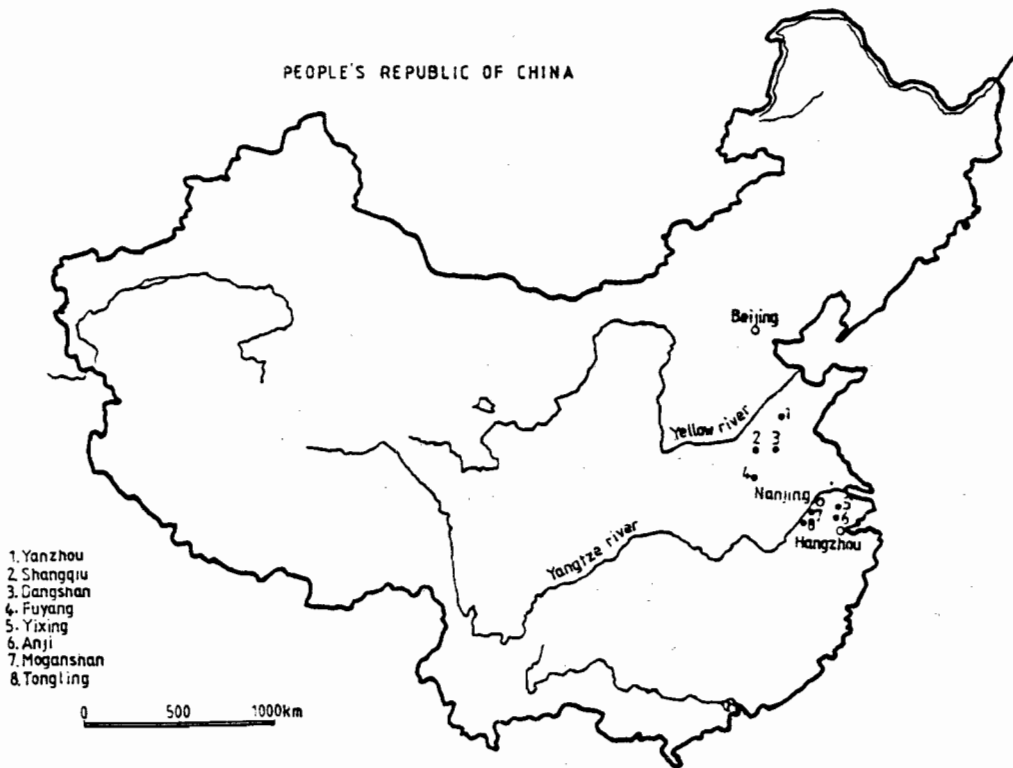 PEOPLE'S REPUBLIC OF CHINA
Beijing
Yellow river
1
2 3
4
Nanjing
5
7 6
8
Hangzhou
Yangtze river
1. Yanzhou
2 Shangqiu
3. Dangshan
4. Fuyang
5. Yixing
6. Anji
7. Moganshan
8. Tongling
0 500 1000km